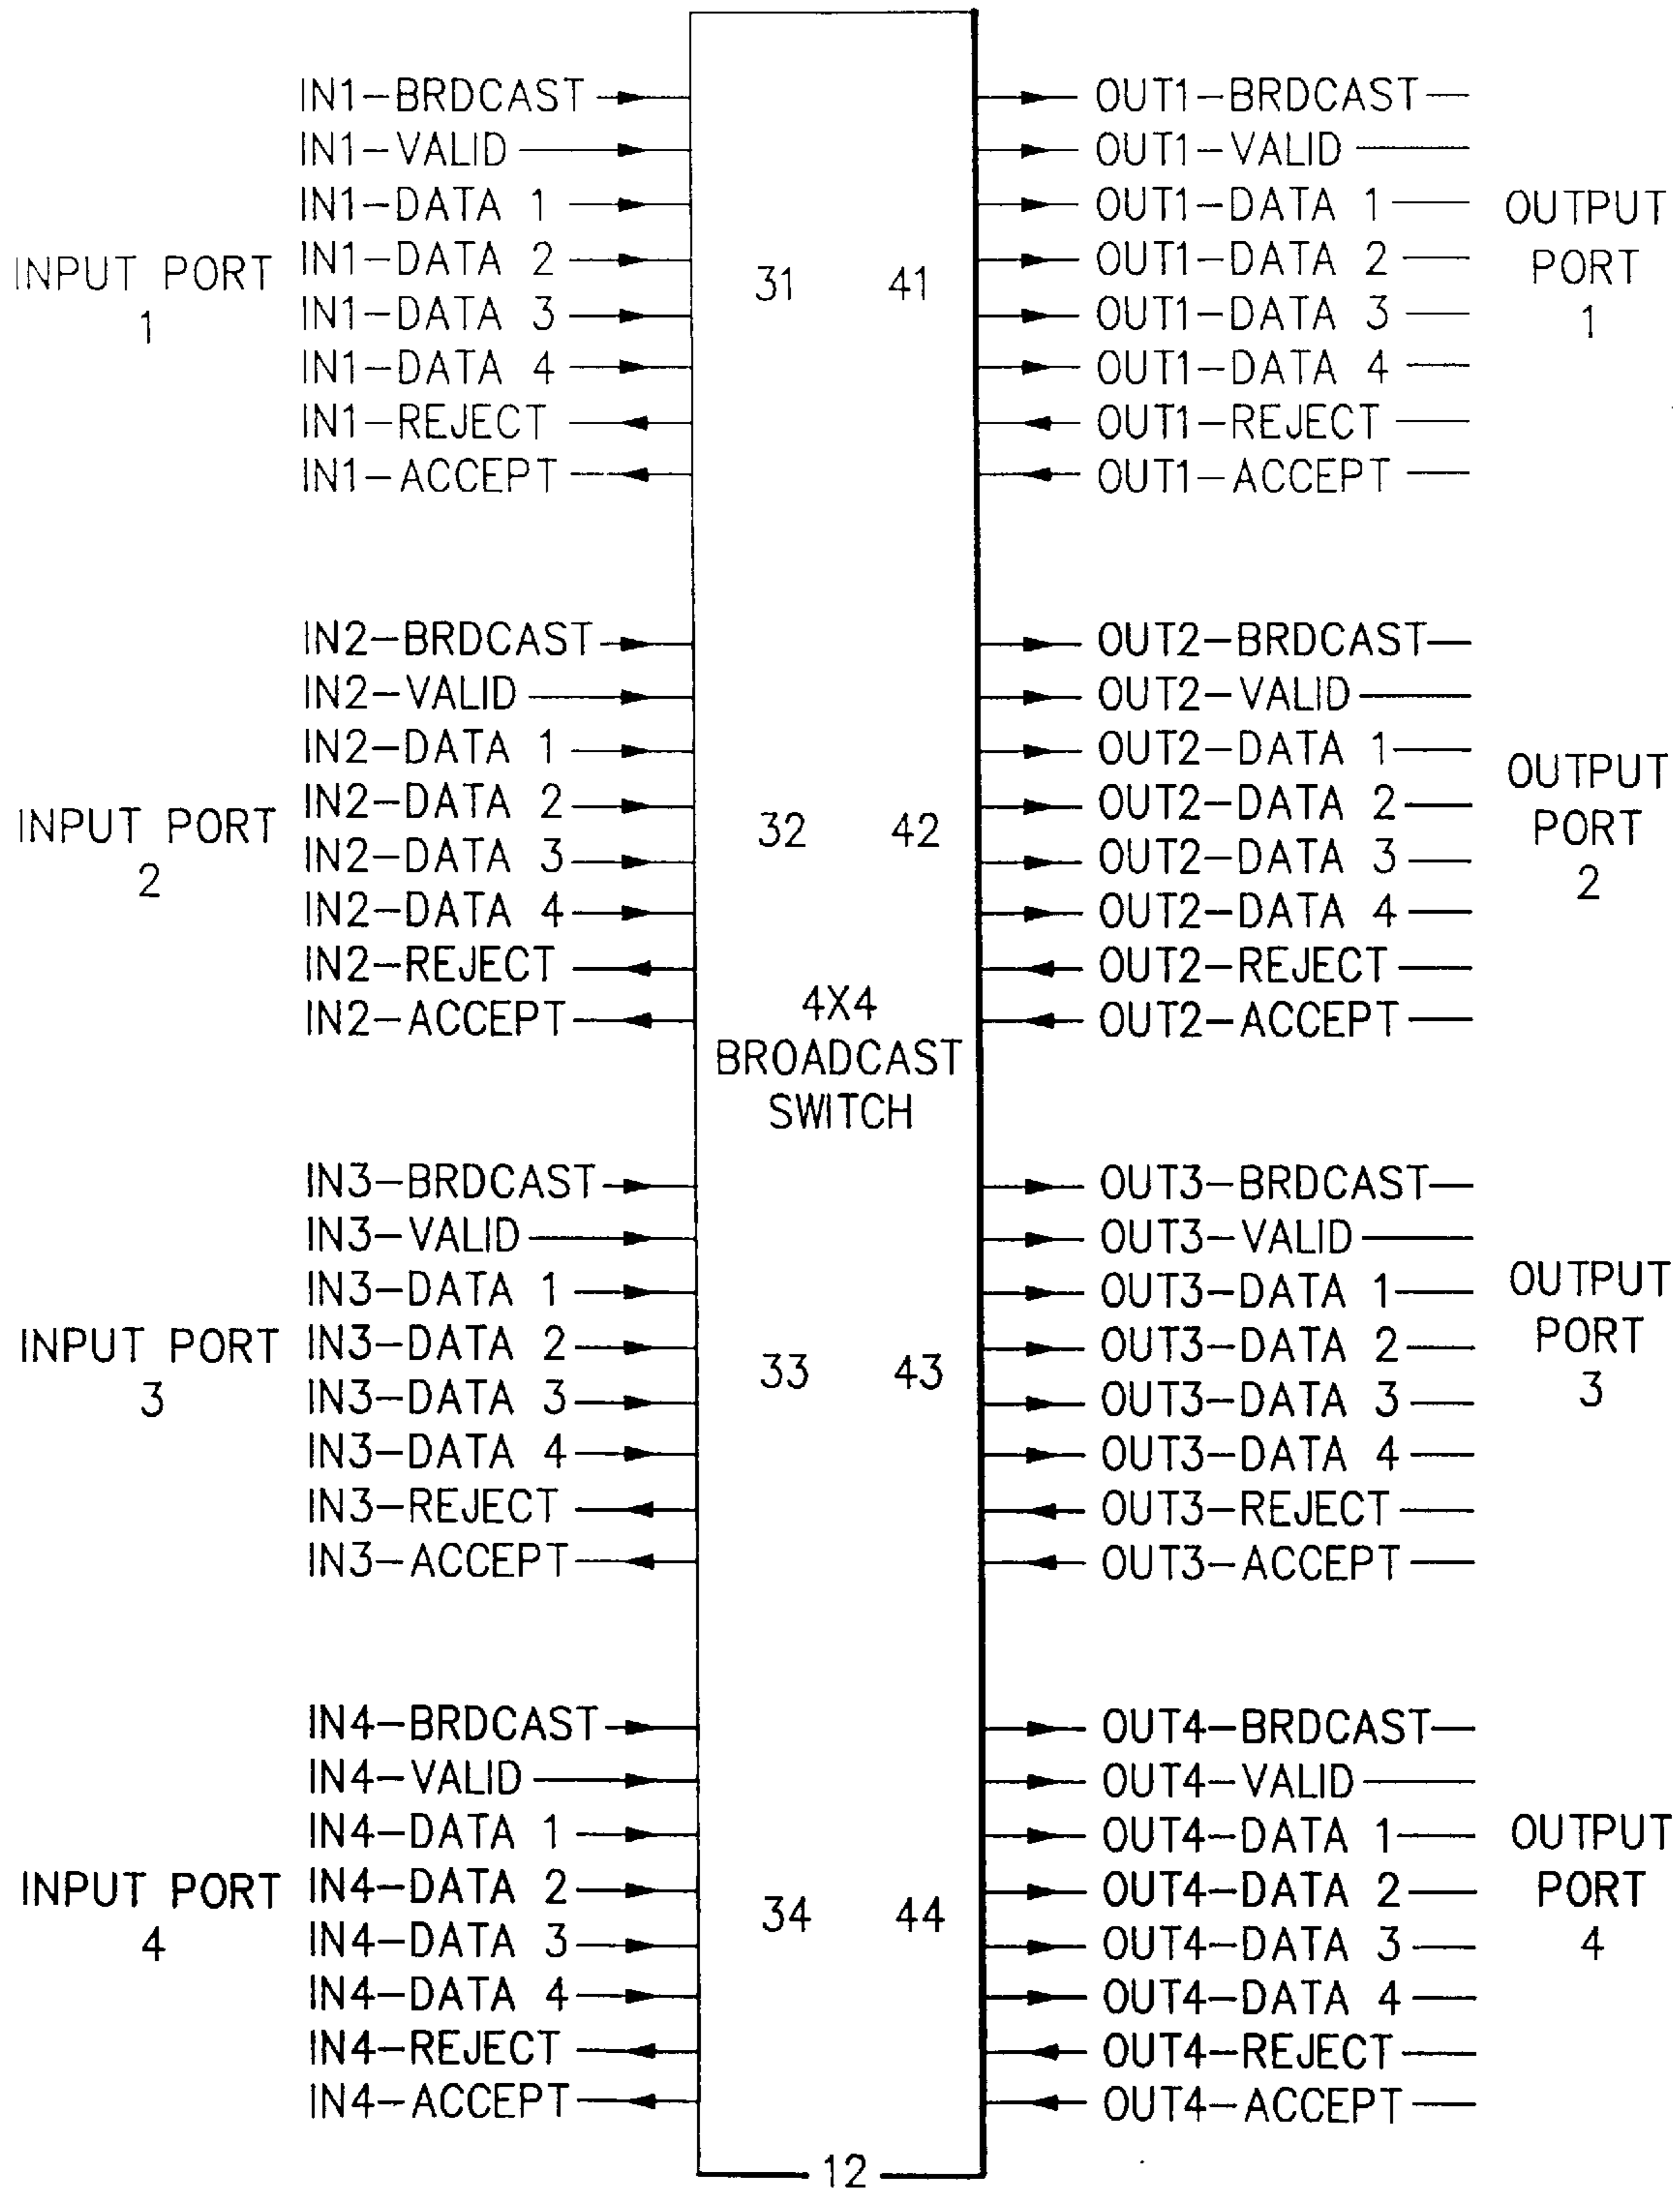 IN1-BRDCAST
IN1-VALID
IN1-DATA 1
IN1-DATA 2
IN1-DATA 3
IN1-DATA 4
IN1-REJECT
IN1-ACCEPT
INPUT PORT
1
31 41
OUT1-BRDCAST
OUT1-VALID
OUT1-DATA 1
OUT1-DATA 2
OUT1-DATA 3
OUT1-DATA 4
OUT1-REJECT
OUT1-ACCEPT
OUTPUT
PORT
1
IN2-BRDCAST
IN2-VALID
IN2-DATA 1
IN2-DATA 2
IN2-DATA 3
IN2-DATA 4
IN2-REJECT
IN2-ACCEPT
INPUT PORT
2
32 42
4X4
BROADCAST
SWITCH
OUT2-BRDCAST
OUT2-VALID
OUT2-DATA 1
OUT2-DATA 2
OUT2-DATA 3
OUT2-DATA 4
OUT2-REJECT
OUT2-ACCEPT
OUTPUT
PORT
2
IN3-BRDCAST
IN3-VALID
IN3-DATA 1
IN3-DATA 2
IN3-DATA 3
IN3-DATA 4
IN3-REJECT
IN3-ACCEPT
INPUT PORT
3
33 43
OUT3-BRDCAST
OUT3-VALID
OUT3-DATA 1
OUT3-DATA 2
OUT3-DATA 3
OUT3-DATA 4
OUT3-REJECT
OUT3-ACCEPT
OUTPUT
PORT
3
IN4-BRDCAST
IN4-VALID
IN4-DATA 1
IN4-DATA 2
IN4-DATA 3
IN4-DATA 4
IN4-REJECT
IN4-ACCEPT
INPUT PORT
4
34 44
OUT4-BRDCAST
OUT4-VALID
OUT4-DATA 1
OUT4-DATA 2
OUT4-DATA 3
OUT4-DATA 4
OUT4-REJECT
OUT4-ACCEPT
OUTPUT
PORT
4
12